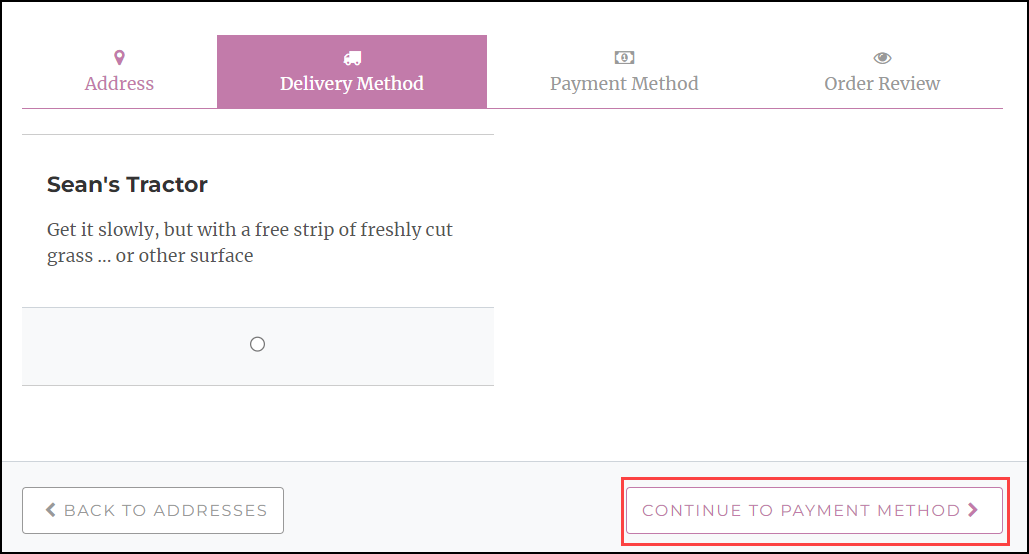 Address
Delivery Method
Payment Method
Order Review
Sean's Tractor
Get it slowly, but with a free strip of freshly cut
grass ... or other surface
BACK TO ADDRESSES
CONTINUE TO PAYMENT METHOD